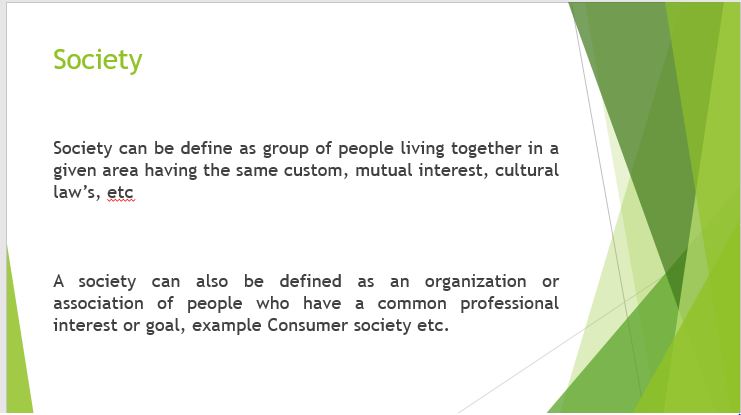 Society
Society can be define as group of people living together in a
given area having the same custom, mutual interest, cultural
law’s, etc
A society can also be defined as an organization or
association of people who have a common professional
interest or goal, example Consumer society etc.